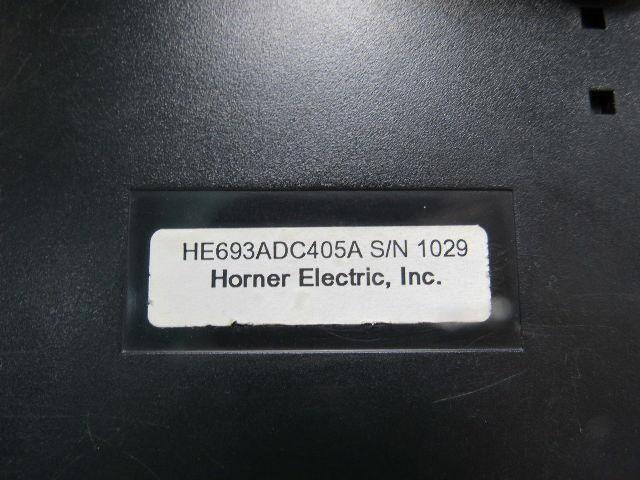 HE693ADC405A S/N 1029
Horner Electric, Inc.